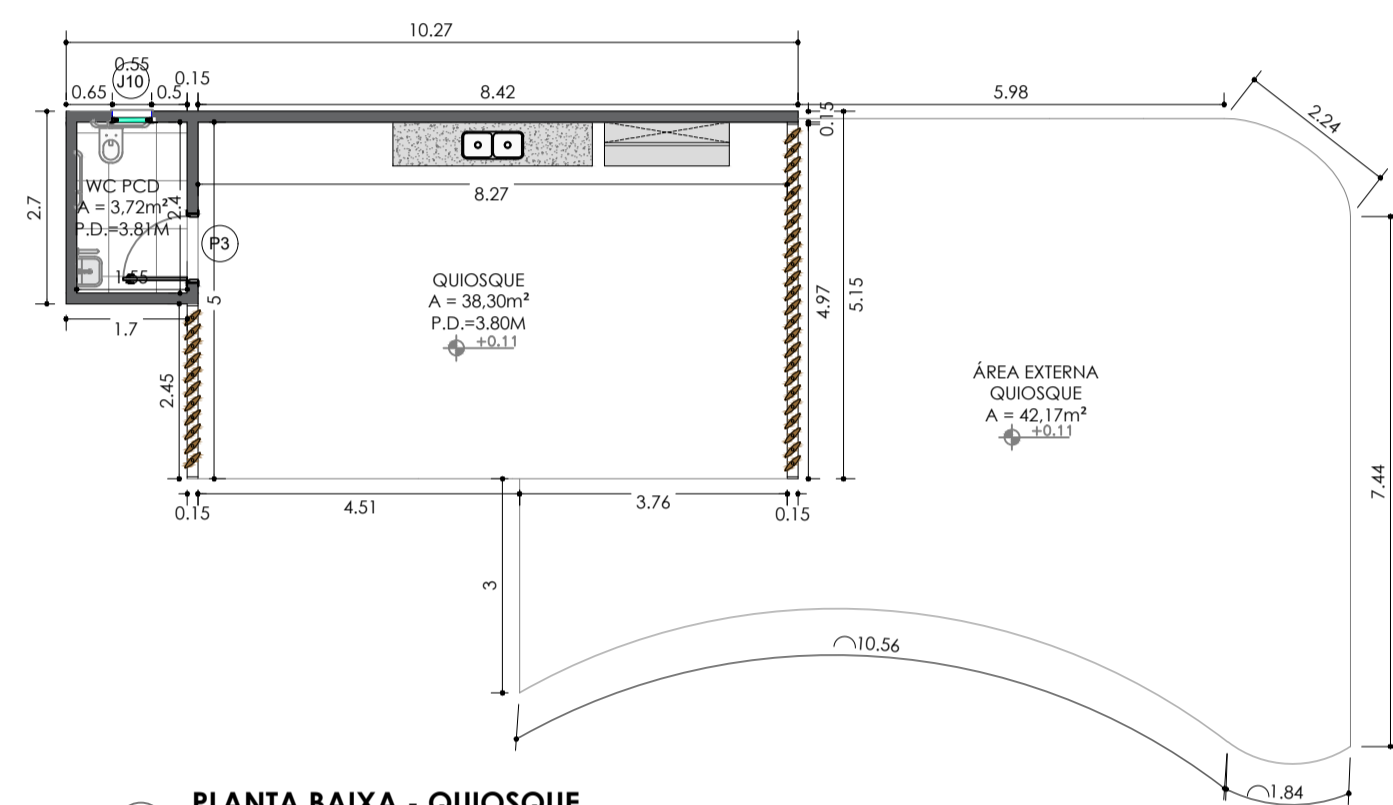 10.27
0.55
J10
0.15
0.65
0.5
8.42
5.98
2.24
0.15
2.7
WC PCD
A = 3,72m²
P.D.=3.81M
2.4
P3
1.55
1.7
8.27
QUIOSQUE
A = 38,30m²
P.D.=3.80M
+0.11
5
2.45
4.97
5.15
ÁREA EXTERNA
QUIOSQUE
A = 42,17m²
+0.11
7.44
0.15
4.51
3.76
0.15
3
10.56
1.84
PLANTA BAIXA - QUIOSQUE